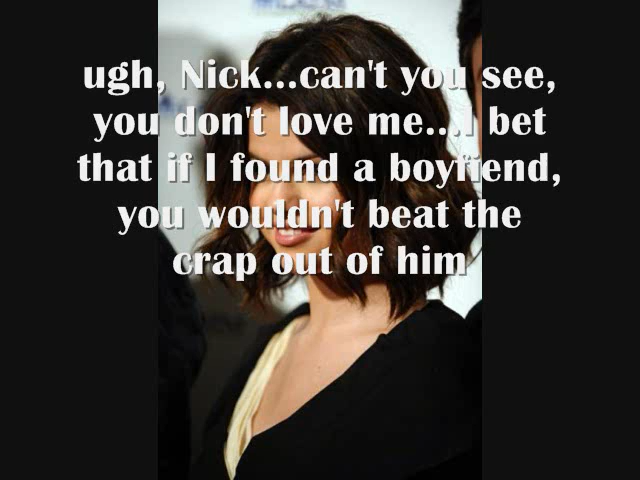 ugh, Nick...can't you see,
you don't love me...I bet
that if I found a boyfiend,
you wouldn't beat the
crap out of him